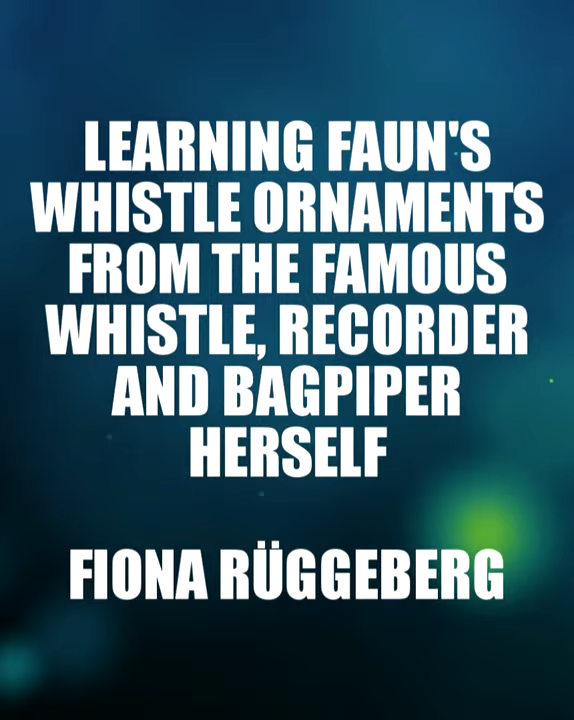 LEARNING FAUN'S
WHISTLE ORNAMENTS
FROM THE FAMOUS
WHISTLE, RECORDER
AND BAGPIPER
HERSELF
FIONA RÜGGEBERG